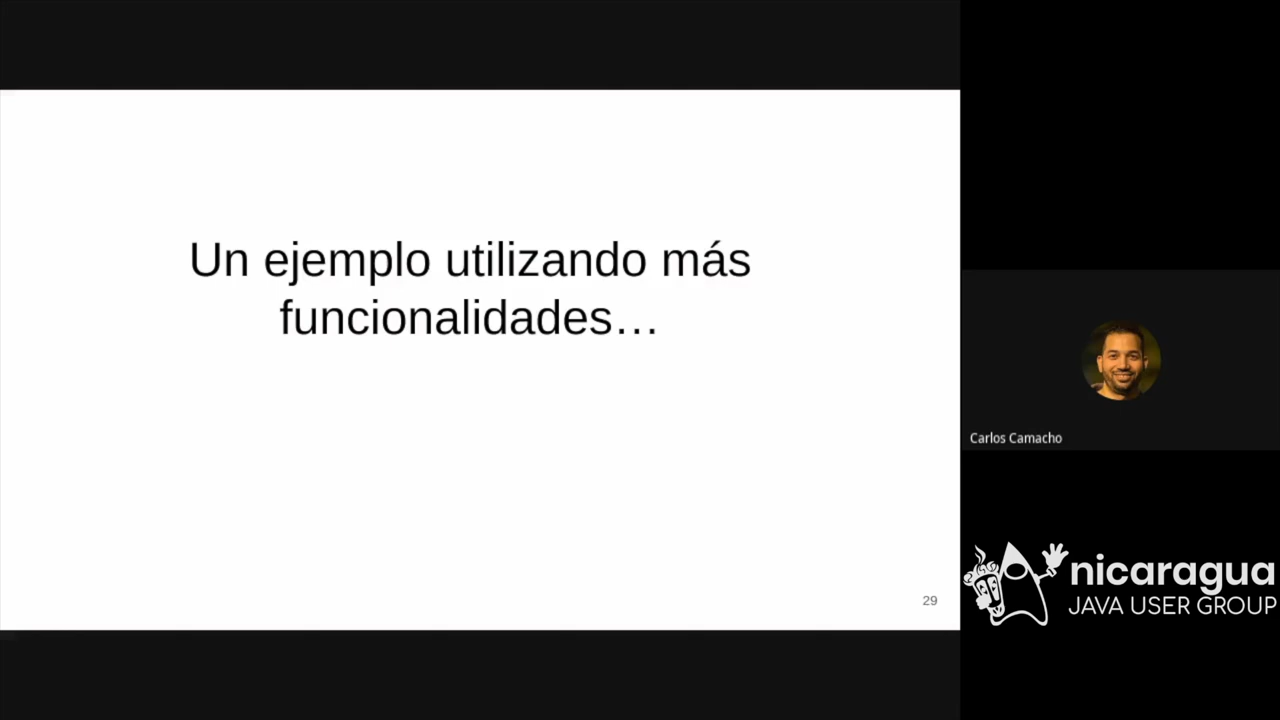 Un ejemplo utilizando más
funcionalidades…
29
Carlos Camacho
nicaragua
JAVA USER GROUP